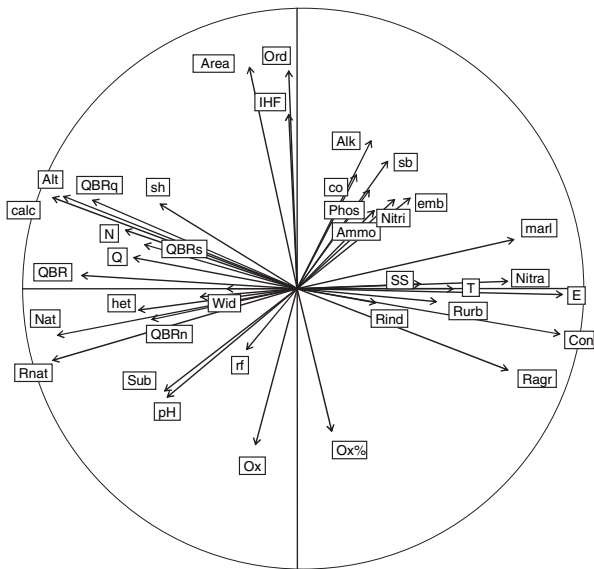 Ord
Area
IHF
Alk
sb
Alt
QBRq
sh
co
calc
Phos
emb
Nitri
N
Ammo
marl
QBRs
Q
QBR
SS
Nitra
T
E
het
Wid
Rurb
Nat
Rind
QBRn
Con
rf
Rnat
Sub
Ragr
pH
Ox%
Ox